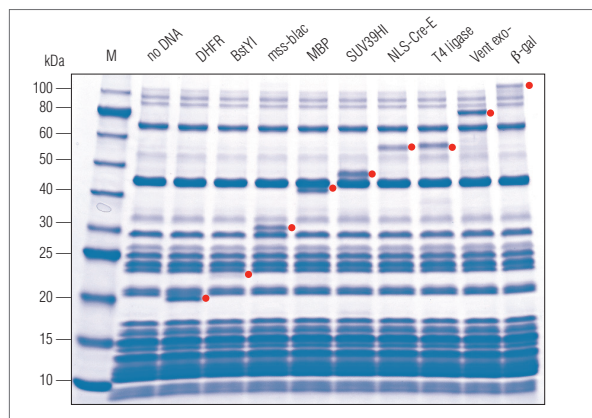 kDa
M
no DNA
DHFR
BstYI
mss-blac
MBP
SUV39HI
NLS-Cre-E
T4 ligase
Vent exo-
β-gal
100
80
60
50
40
30
25
20
15
10